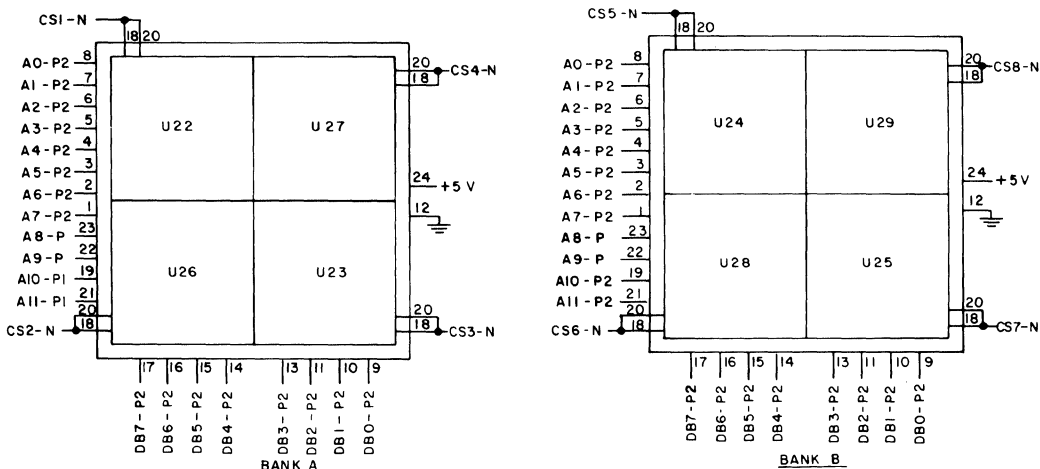 CS1-N
18 20
A0-P2 8
A1-P2 7
A2-P2 6
A3-P2 5
A4-P2 4
A5-P2 3
A6-P2 2
A7-P2 1
A8-P 23
A9-P 22
A10-P1 19
A11-P1 21
20
CS2-N 18
U22
U27
U26
U23
20
18 CS4-N
24
+5V
12
20
18 CS3-N
17 16 15 14 13 11 10 9
DB7-P2
DB6-P2
DB5-P2
DB4-P2
DB3-P2
DB2-P2
DB1-P2
DB0-P2
BANK A
CS5-N
18 20
A0-P2 8
A1-P2 7
A2-P2 6
A3-P2 5
A4-P2 4
A5-P2 3
A6-P2 2
A7-P2 1
A8-P 23
A9-P 22
A10-P2 19
A11-P2 21
20
CS6-N 18
U24
U29
U28
U25
20
18 CS8-N
24
+5V
12
20
18 CS7-N
17 16 15 14 13 11 10 9
DB7-P2
DB6-P2
DB5-P2
DB4-P2
DB3-P2
DB2-P2
DB1-P2
DB0-P2
BANK B